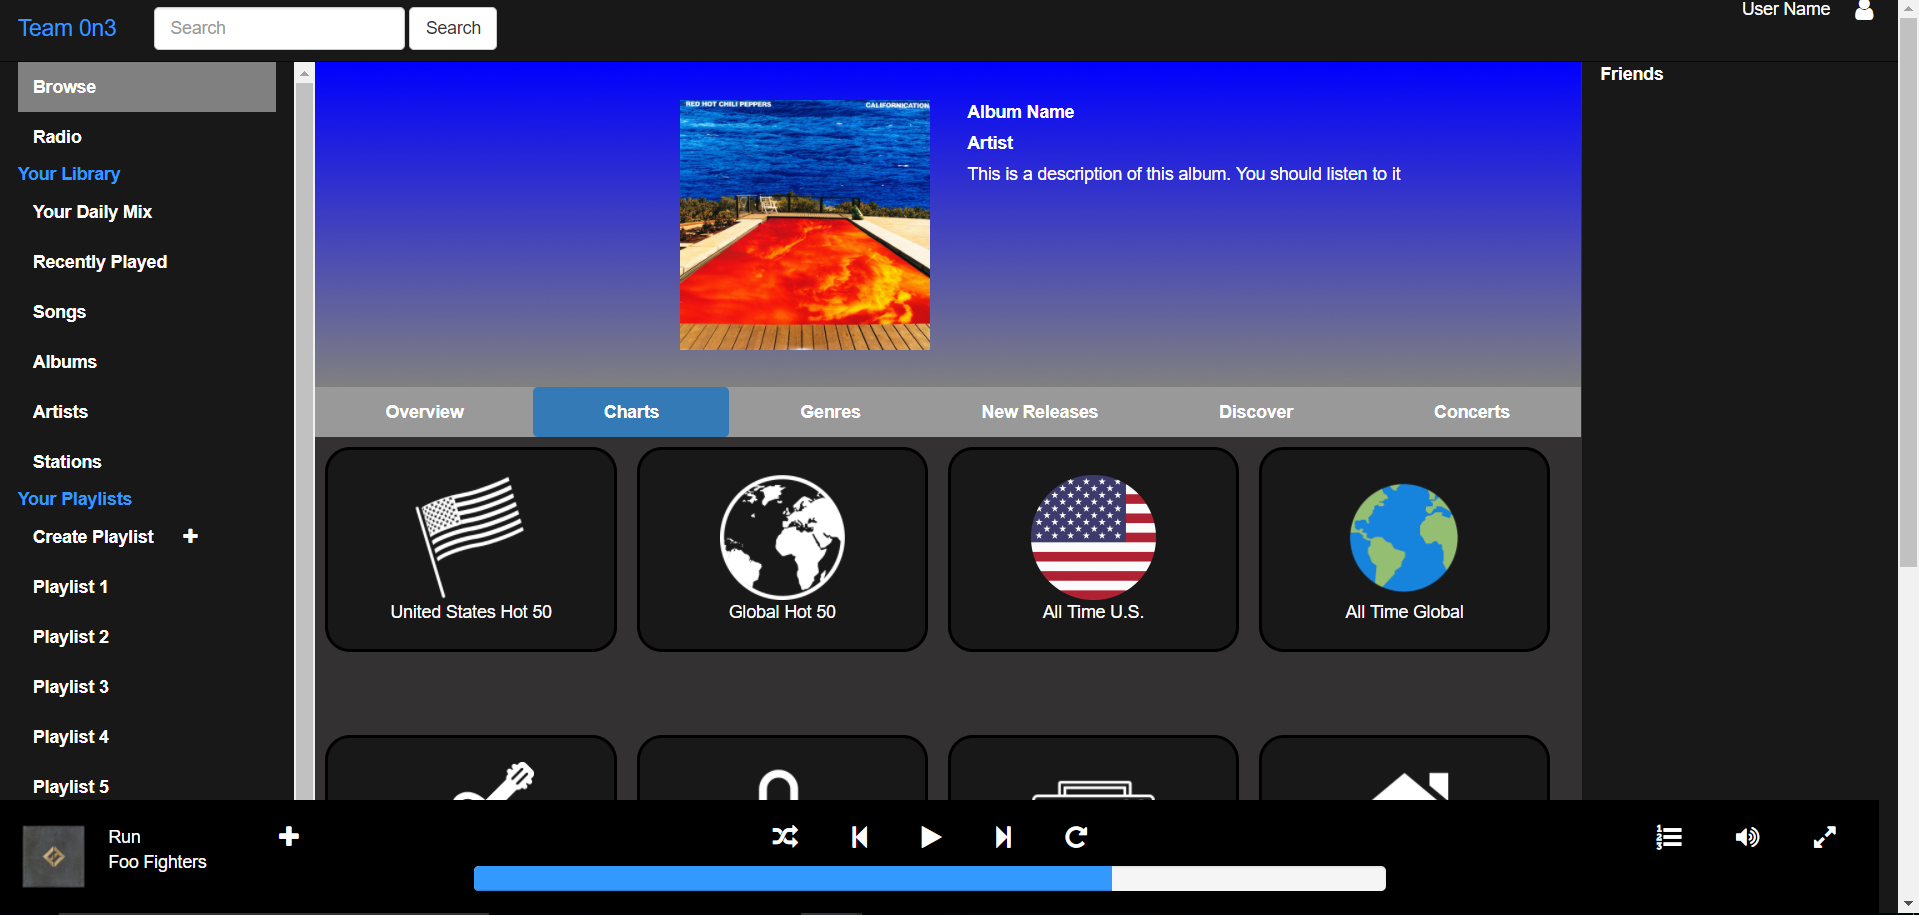 Team 0n3
Search
Search
User Name
Browse
Radio
Your Library
Your Daily Mix
Recently Played
Songs
Albums
Artists
Stations
Your Playlists
Create Playlist
Playlist 1
Playlist 2
Playlist 3
Playlist 4
Playlist 5
RED HOT CHILI PEPPERS CALIFORNICATION
Album Name
Artist
This is a description of this album. You should listen to it
Friends
Overview Charts Genres New Releases Discover Concerts
United States Hot 50
Global Hot 50
All Time U.S.
All Time Global
Run
Foo Fighters
1
2
3